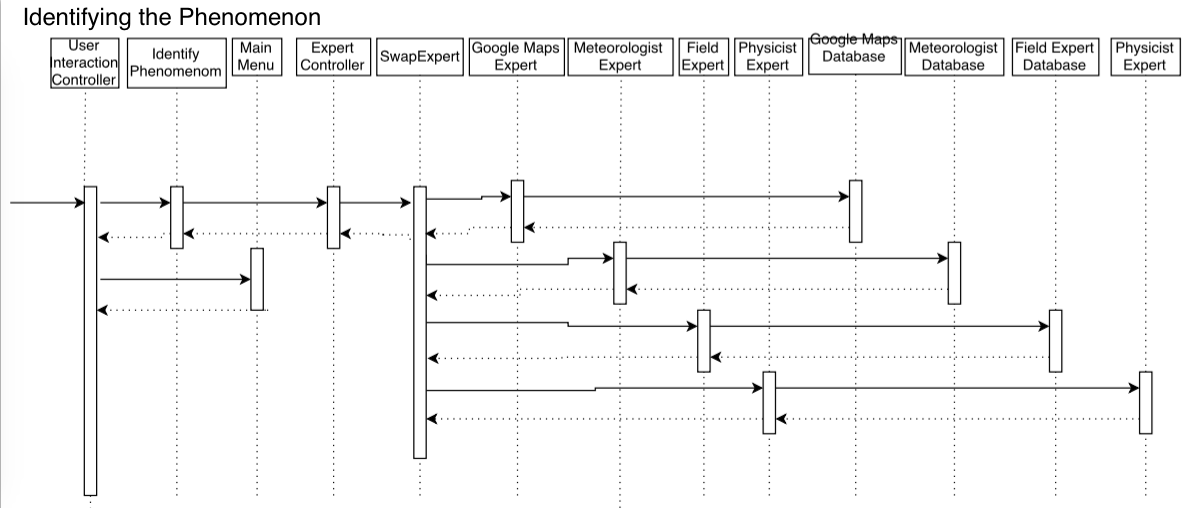 Identifying the Phenomenon
User
Interaction
Controller
Identify
Phenomenom
Main
Menu
Expert
Controller
SwapExpert
Google Maps
Expert
Meteorologist
Expert
Field
Expert
Physicist
Expert
Google Maps
Database
Meteorologist
Database
Field Expert
Database
Physicist
Expert